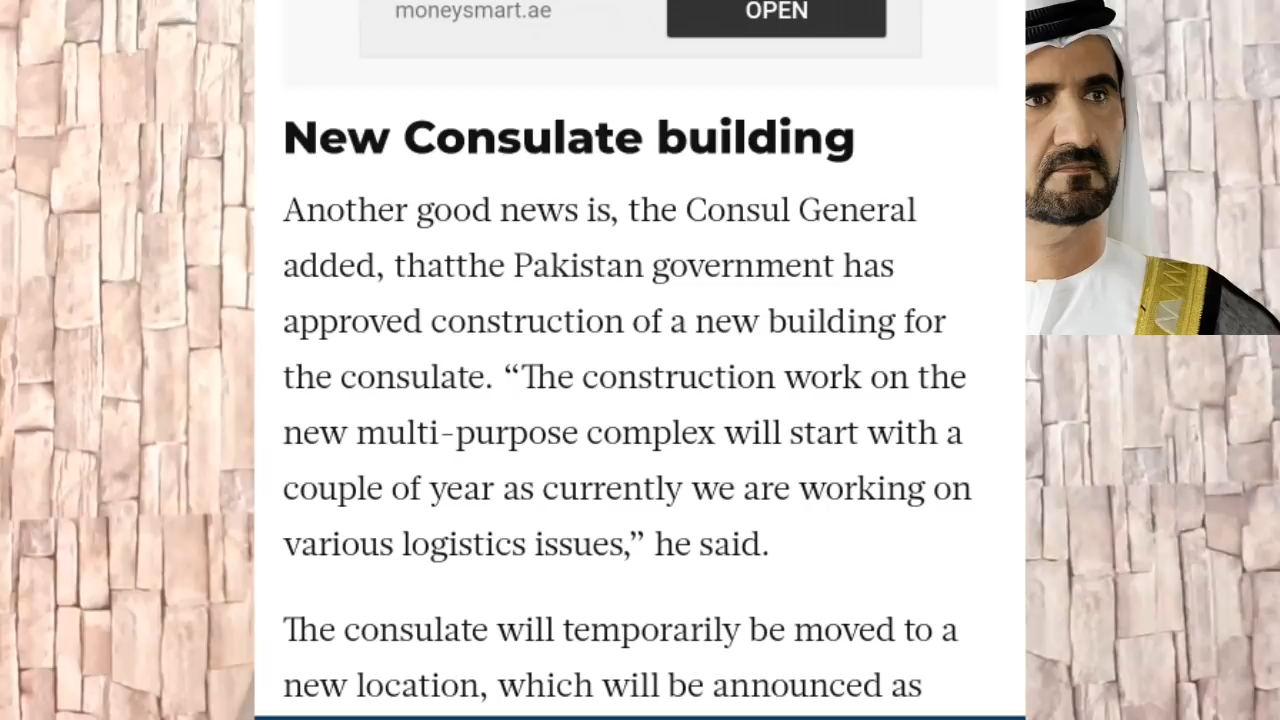 moneysmart.ae
OPEN
New Consulate building
Another good news is, the Consul General
added, thatthe Pakistan government has
approved construction of a new building for
the consulate. “The construction work on the
new multi-purpose complex will start with a
couple of year as currently we are working on
various logistics issues,” he said.
The consulate will temporarily be moved to a
new location, which will be announced as